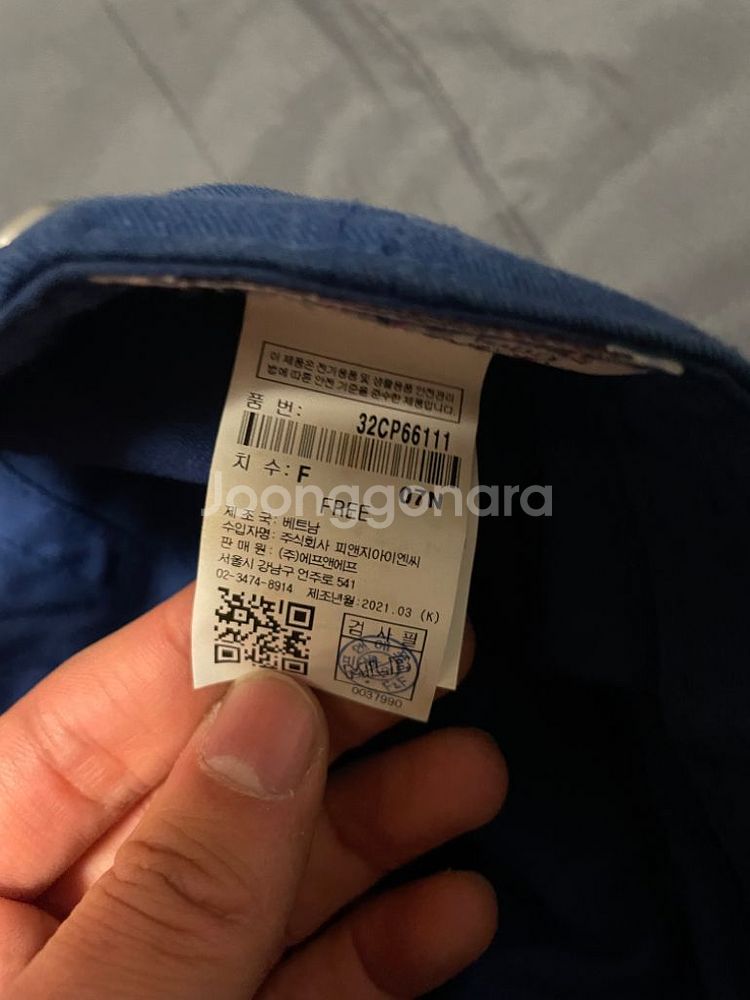 이 제품은 전기용품 및 생활용품 안전관리
법에 따른 안전 기준을 준수한 제품입니다.
품 번: 32CP66111
치 수: F 07N
FREE
Joonggonara
제 조 국: 베트남
수입자명: 주식회사 피앤지아이엔씨
판 매 원: (주)에프앤에프
서울시 강남구 언주로 541
02-3474-8914 제조년월:2021.03 (K)
검 사 필
0037990